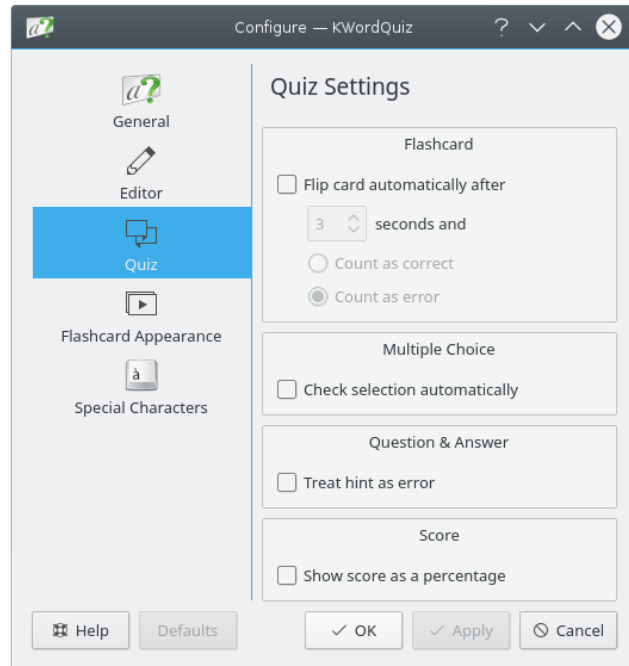 Configure — KWordQuiz
General
Editor
Quiz
Flashcard Appearance
à
Special Characters
Quiz Settings
Flashcard
Flip card automatically after
3 seconds and
Count as correct
Count as error
Multiple Choice
Check selection automatically
Question & Answer
Treat hint as error
Score
Show score as a percentage
Help Defaults OK Apply Cancel